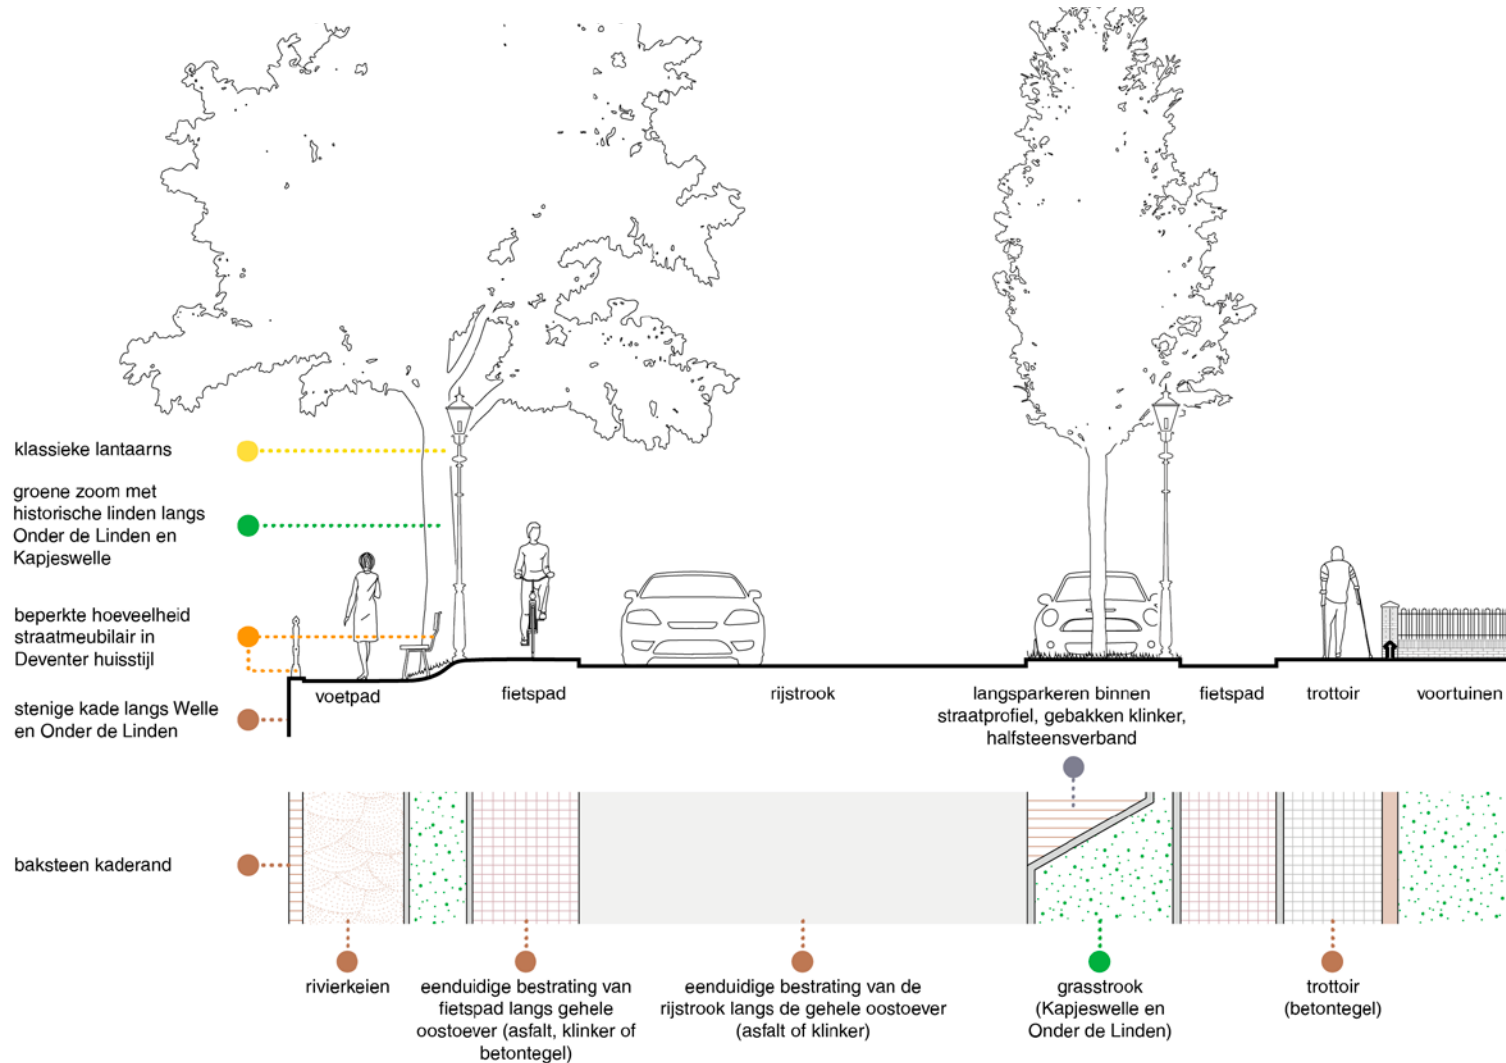 klassieke lantaarns
groene zoom met
historische linden langs
Onder de Linden en
Kapjeswelle
beperkte hoeveelheid
straatmeubilair in
Deventer huisstijl
stenige kade langs Welle
en Onder de Linden
voetpad
fietspad
rijstrook
langsparkeren binnen
straatprofiel, gebakken klinker,
halfsteensverband
fietspad
trottoir
voortuinen
baksteen kaderand
rivierkeien
eenduidige bestrating van
fietspad langs gehele
oostoever (asfalt, klinker of
betontegel)
eenduidige bestrating van de
rijstrook langs de gehele oostoever
(asfalt of klinker)
grasstrook
(Kapjeswelle en
Onder de Linden)
trottoir
(betontegel)